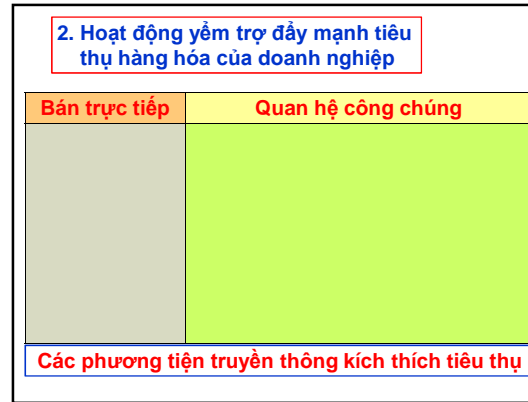 2. Hoạt động yểm trợ đẩy mạnh tiêu
thụ hàng hóa của doanh nghiệp
Bán trực tiếp
Quan hệ công chúng
Các phương tiện truyền thông kích thích tiêu thụ